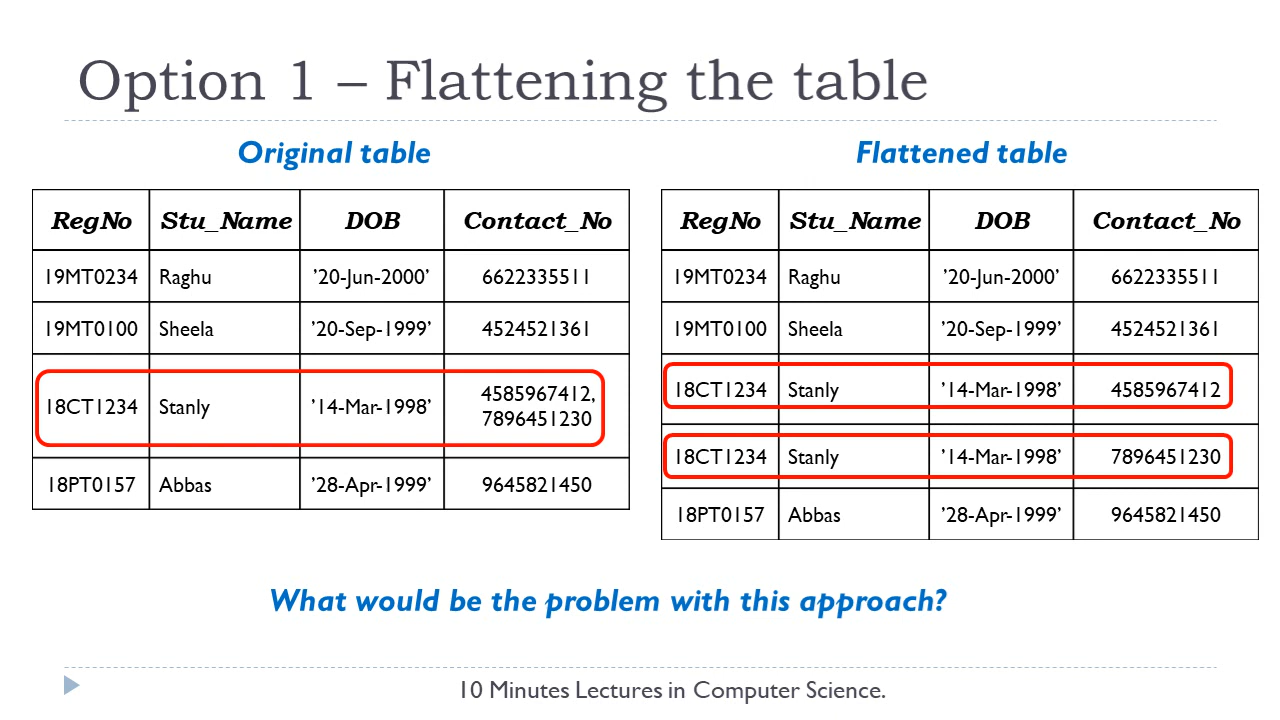 Option 1 – Flattening the table
Original table
RegNo Stu_Name DOB Contact_No
19MT0234 Raghu ’20-Jun-2000’ 6622335511
19MT0100 Sheela ’20-Sep-1999’ 4524521361
18CT1234 Stanly ’14-Mar-1998’ 4585967412,
7896451230
18PT0157 Abbas ’28-Apr-1999’ 9645821450
Flattened table
RegNo Stu_Name DOB Contact_No
19MT0234 Raghu ’20-Jun-2000’ 6622335511
19MT0100 Sheela ’20-Sep-1999’ 4524521361
18CT1234 Stanly ’14-Mar-1998’ 4585967412
18CT1234 Stanly ’14-Mar-1998’ 7896451230
18PT0157 Abbas ’28-Apr-1999’ 9645821450
What would be the problem with this approach?
10 Minutes Lectures in Computer Science.